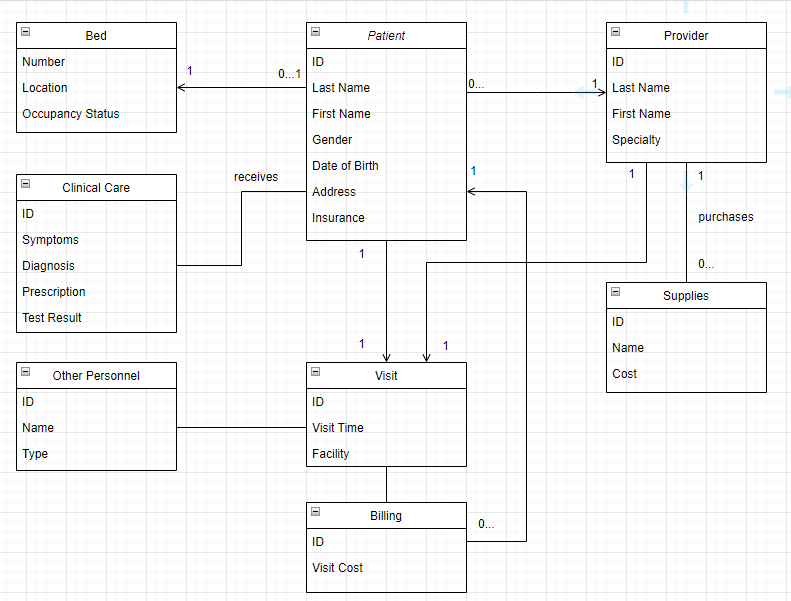 Bed
Number
Location
Occupancy Status
1
0...1
Patient
ID
Last Name
First Name
Gender
Date of Birth
Address
Insurance
0...
1
Provider
ID
Last Name
First Name
Specialty
Clinical Care
ID
Symptoms
Diagnosis
Prescription
Test Result
receives
1
1
1
purchases
0...
1
1
1
Supplies
ID
Name
Cost
Other Personnel
ID
Name
Type
Visit
ID
Visit Time
Facility
Billing
ID
Visit Cost
0...